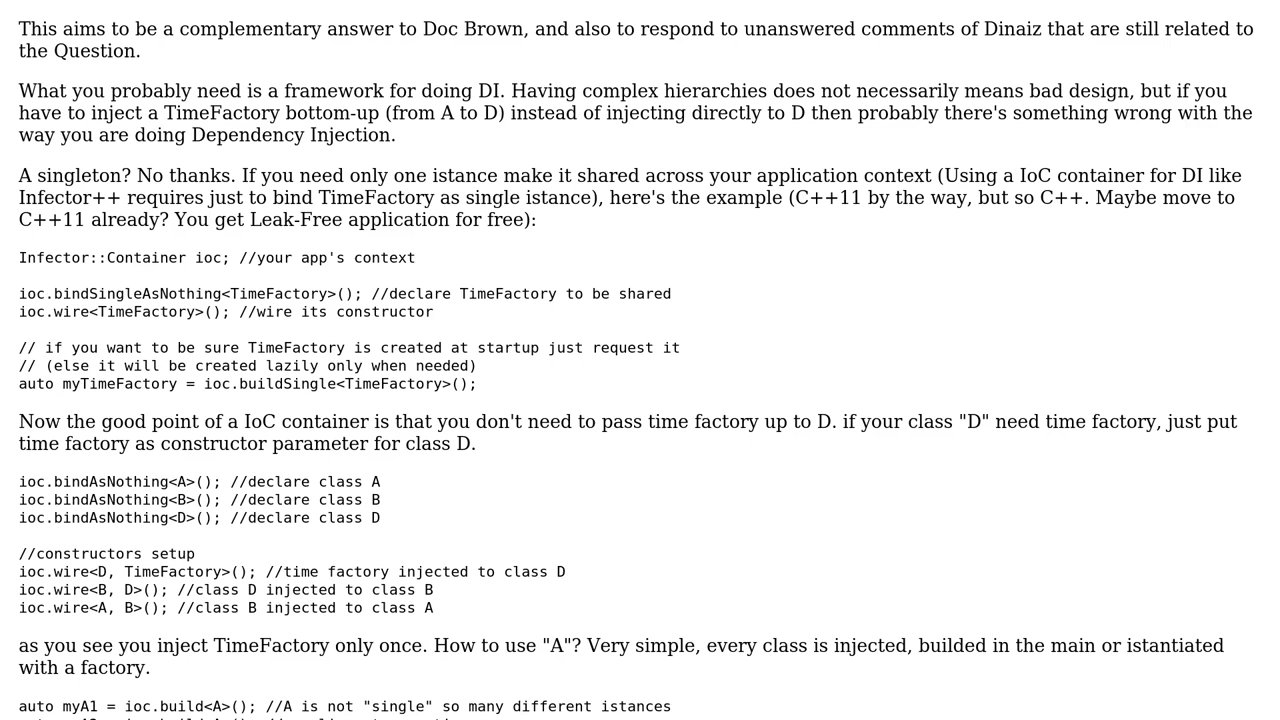 This aims to be a complementary answer to Doc Brown, and also to respond to unanswered comments of Dinaiz that are still related to
the Question.
What you probably need is a framework for doing DI. Having complex hierarchies does not necessarily means bad design, but if you
have to inject a TimeFactory bottom-up (from A to D) instead of injecting directly to D then probably there's something wrong with the
way you are doing Dependency Injection.
A singleton? No thanks. If you need only one istance make it shared across your application context (Using a IoC container for DI like
Infector++ requires just to bind TimeFactory as single istance), here's the example (C++11 by the way, but so C++. Maybe move to
C++11 already? You get Leak-Free application for free):
Infector::Container ioc; //your app's context
ioc.bindSingleAsNothing<TimeFactory>(); //declare TimeFactory to be shared
ioc.wire<TimeFactory>(); //wire its constructor
// if you want to be sure TimeFactory is created at startup just request it
// (else it will be created lazily only when needed)
auto myTimeFactory = ioc.buildSingle<TimeFactory>();
Now the good point of a IoC container is that you don't need to pass time factory up to D. if your class "D" need time factory, just put
time factory as constructor parameter for class D.
ioc.bindAsNothing<A>(); //declare class A
ioc.bindAsNothing<B>(); //declare class B
ioc.bindAsNothing<D>(); //declare class D
//constructors setup
ioc.wire<D, TimeFactory>(); //time factory injected to class D
ioc.wire<B, D>(); //class D injected to class B
ioc.wire<A, B>(); //class B injected to class A
as you see you inject TimeFactory only once. How to use "A"? Very simple, every class is injected, builded in the main or istantiated
with a factory.
auto myA1 = ioc.build<A>(); //A is not "single" so many different istances